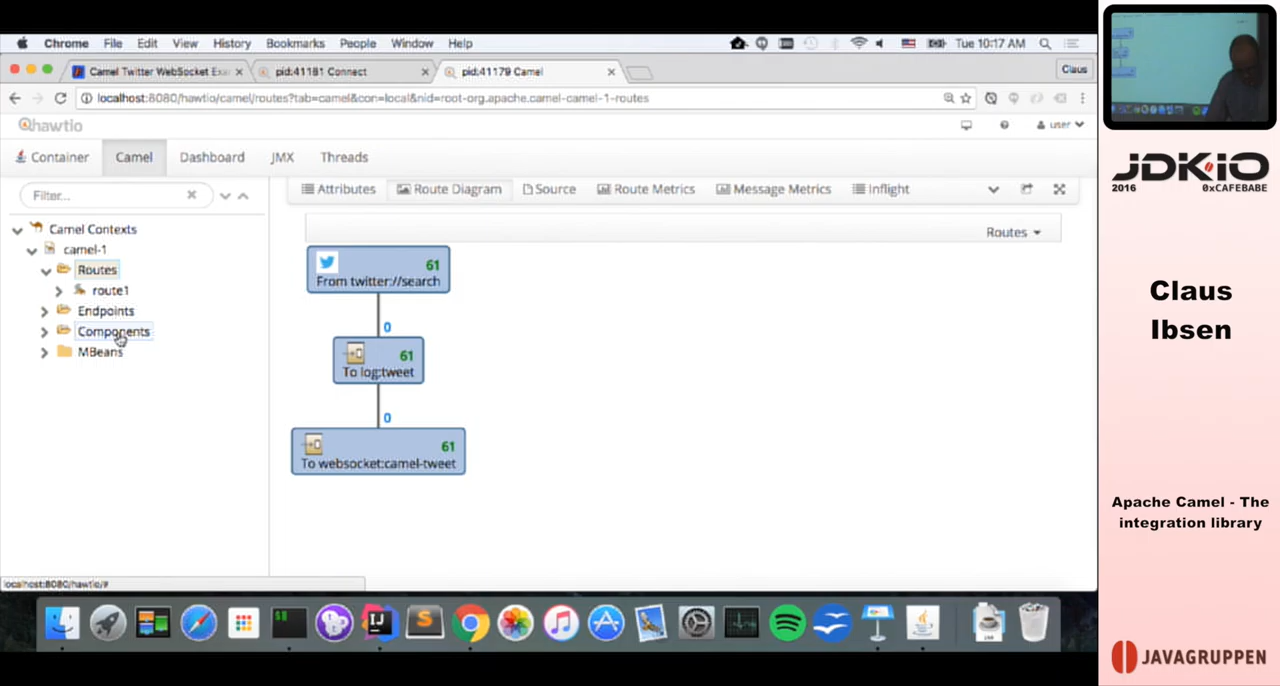 Chrome File Edit View History Bookmarks People Window Help Tue 10:17 AM
Camel Twitter WebSocket Exa
pid:41181 Connect
pid:41179 Camel
Claus
localhost:8080/hawtio/camel/routes?tab=camel&con=local&nid=root-org.apache.camel-camel-1-routes
hawtio
user
Container Camel Dashboard JMX Threads
Filter...
Attributes Route Diagram Source Route Metrics Message Metrics Inflight
Camel Contexts
camel-1
Routes
route1
Endpoints
Components
MBeans
Routes
61
From twitter://search
0
61
To log:tweet
0
61
To websocket:camel-tweet
localhost:8080/hawtio/#
JDK.IO
2016 0xCAFEBABE
Claus
Ibsen
Apache Camel - The
integration library
JAVAGRUPPEN